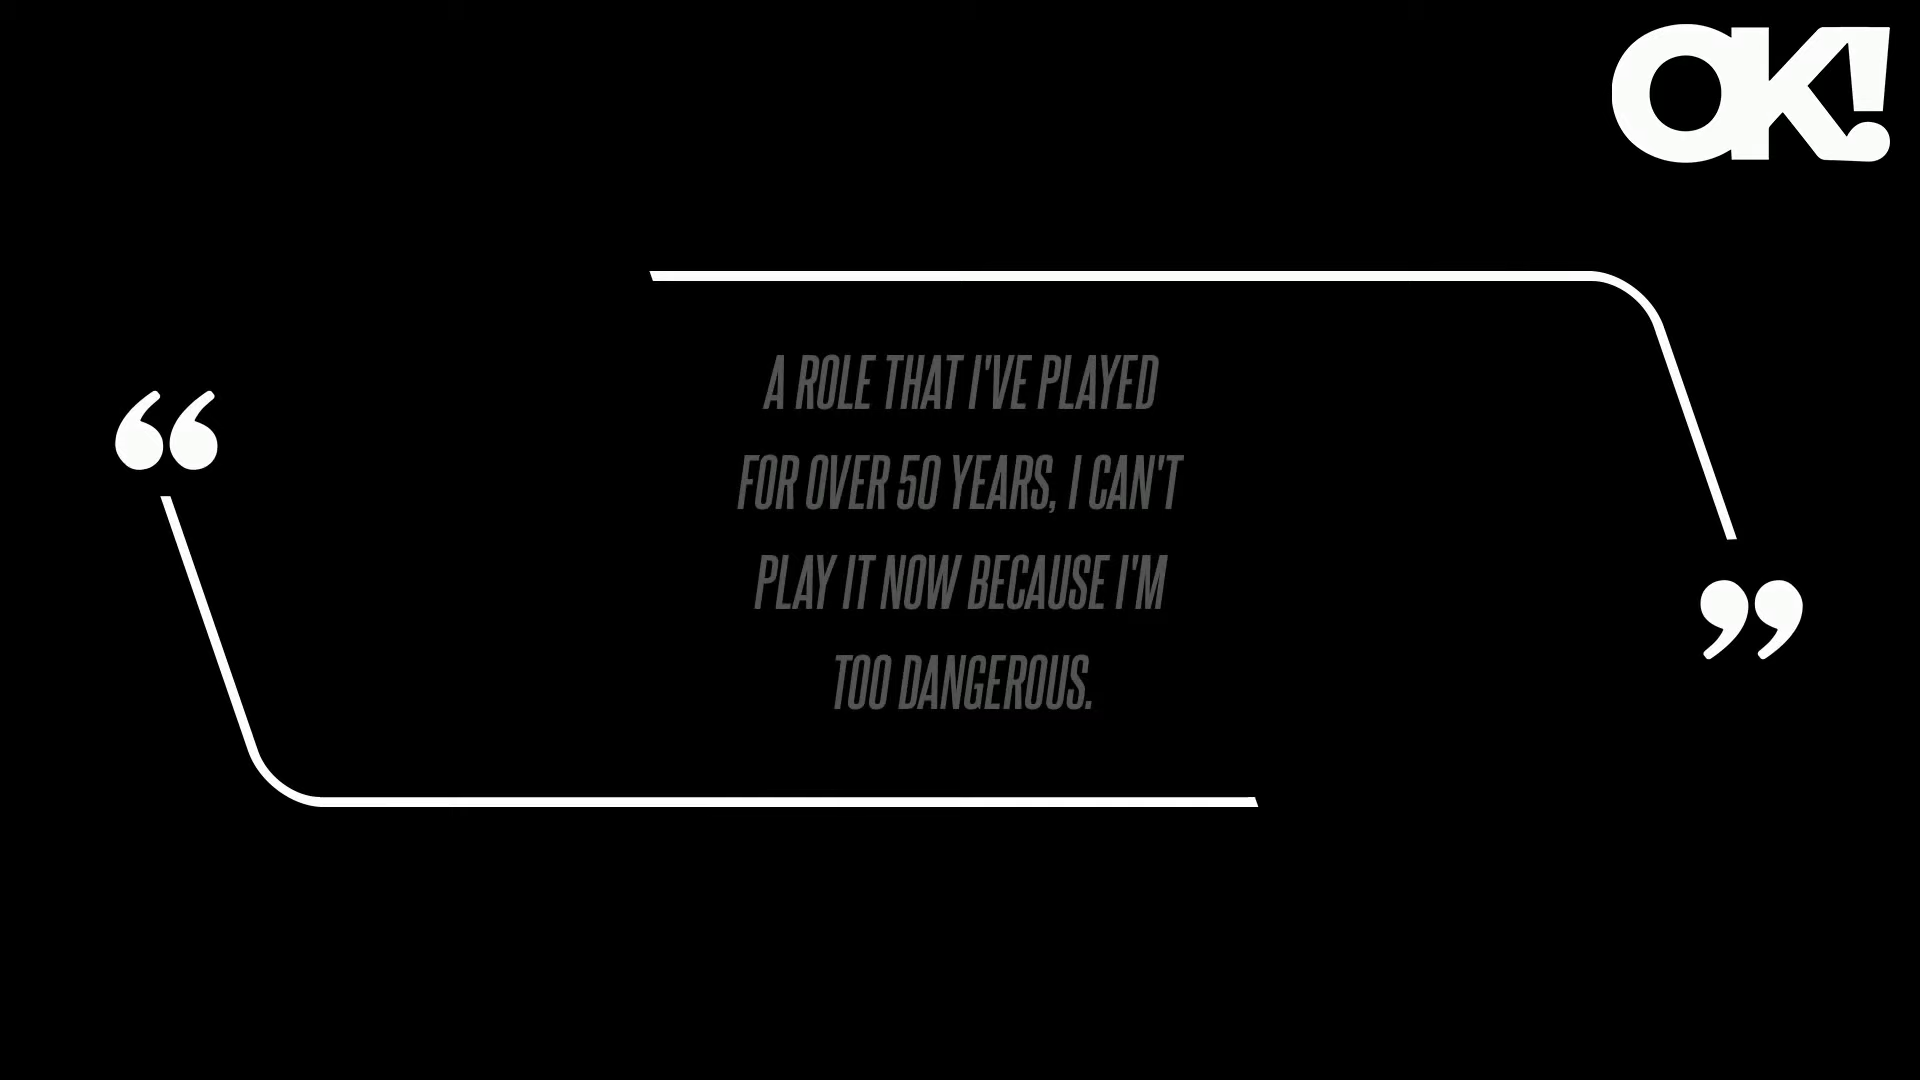 OK!
“
A ROLE THAT I'VE PLAYED
FOR OVER 50 YEARS, I CAN'T
PLAY IT NOW BECAUSE I'M
TOO DANGEROUS.
”